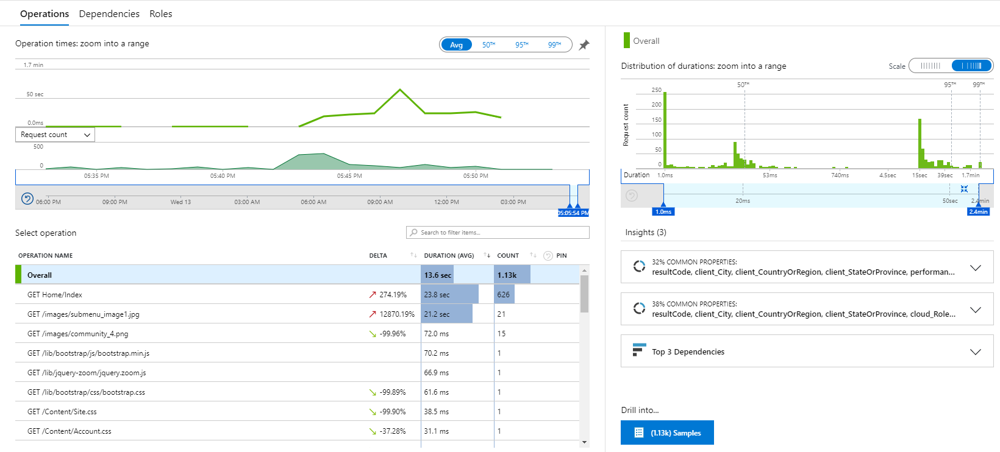 Operations Dependencies Roles
Operation times: zoom into a range
Avg 50TH 95TH 99TH
1.7 min
50 sec
0.0ms
Request count
500
0
05:35 PM 05:40 PM 05:45 PM 05:50 PM
06:00 PM 09:00 PM Wed 13 03:00 AM 06:00 AM 09:00 AM 12:00 PM 03:00 PM
05:05:54 PM
Select operation
Search to filter items...
OPERATION NAME DELTA DURATION (AVG) COUNT PIN
Overall 13.6 sec 1.13k
GET Home/Index 274.19% 23.8 sec 626
GET /images/submenu_image1.jpg 12870.19% 21.2 sec 21
GET /images/community_4.png -99.96% 72.0 ms 15
GET /lib/bootstrap/js/bootstrap.min.js 70.2 ms 1
GET /lib/jquery-zoom/jquery.zoom.js 66.9 ms 1
GET /lib/bootstrap/css/bootstrap.css -99.89% 61.6 ms 1
GET /Content/Site.css -99.90% 38.5 ms 1
GET /Content/Account.css -37.28% 31.1 ms 1
Overall
Distribution of durations: zoom into a range
Scale
50TH 95TH 99TH
Request count
250
200
150
100
50
0
Duration 1.0ms 53ms 740ms 4.5sec 15sec 39sec 1.7min
20ms 50sec 2.4min
1.0ms 2.4min
Insights (3)
32% COMMON PROPERTIES:
resultCode, client_City, client_CountryOrRegion, client_StateOrProvince, performan...
38% COMMON PROPERTIES:
resultCode, client_City, client_CountryOrRegion, client_StateOrProvince, cloud_Role...
Top 3 Dependencies
Drill into...
(1.13k) Samples